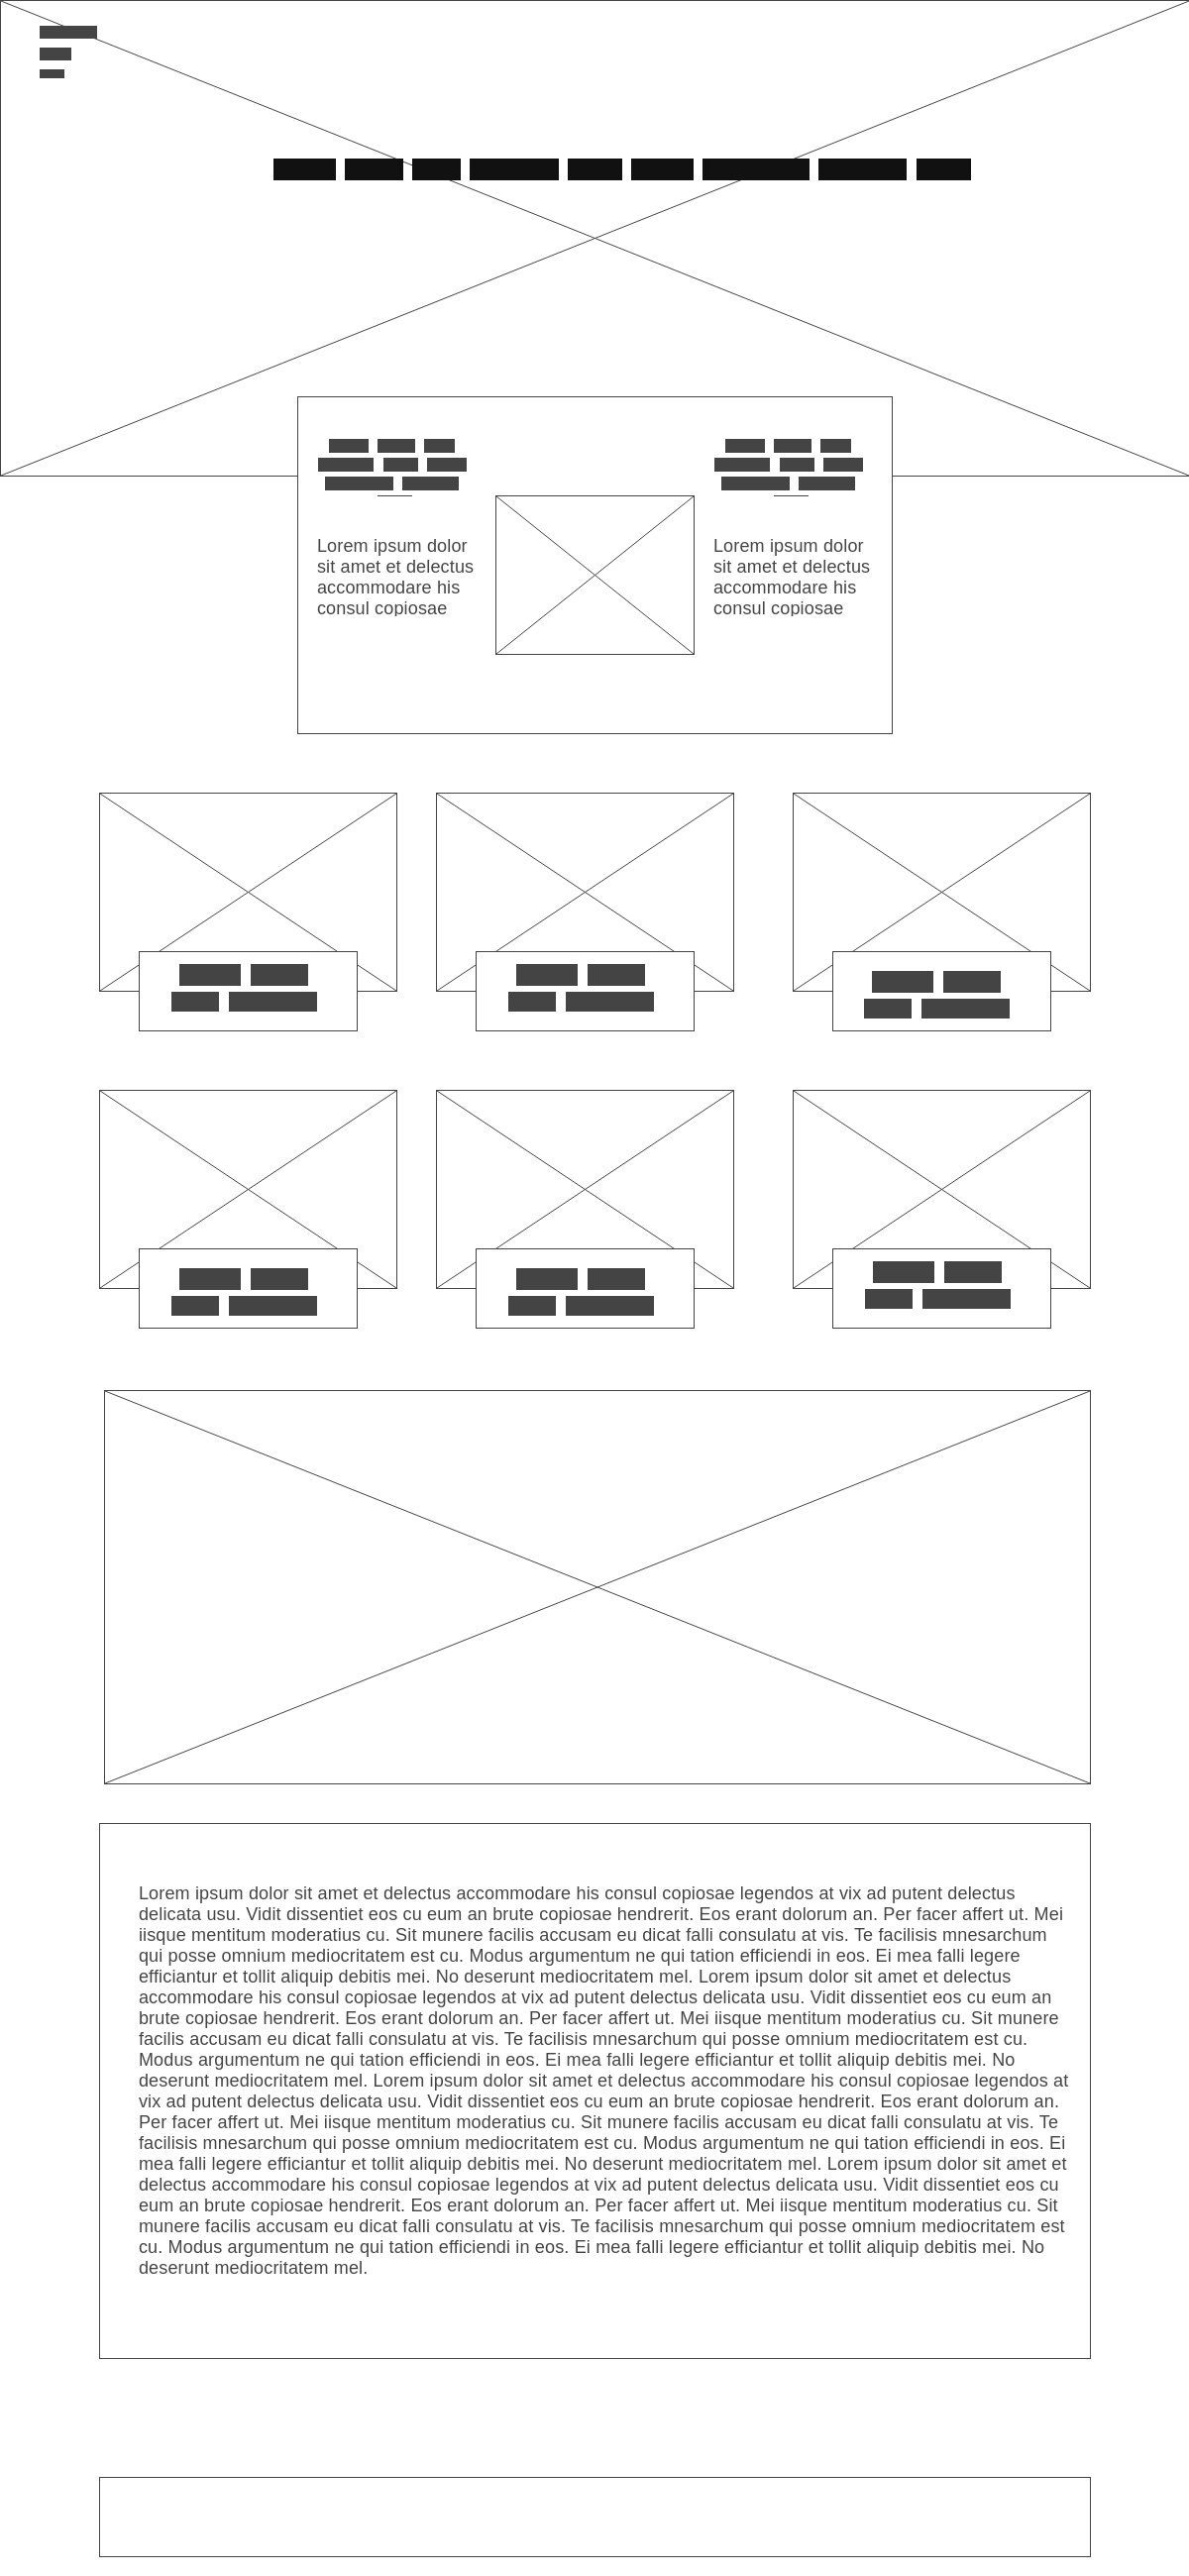 Lorem ipsum dolor
sit amet et delectus
accommodare his
consul copiosae
Lorem ipsum dolor
sit amet et delectus
accommodare his
consul copiosae
Lorem ipsum dolor sit amet et delectus accommodare his consul copiosae legendos at vix ad putent delectus
delicata usu. Vidit dissentiet eos cu eum an brute copiosae hendrerit. Eos erant dolorum an. Per facer affert ut. Mei
iisque mentitum moderatius cu. Sit munere facilis accusam eu dicat falli consulatu at vis. Te facilisis mnesarchum
qui posse omnium mediocritatem est cu. Modus argumentum ne qui tation efficiendi in eos. Ei mea falli legere
efficiantur et tollit aliquip debitis mei. No deserunt mediocritatem mel. Lorem ipsum dolor sit amet et delectus
accommodare his consul copiosae legendos at vix ad putent delectus delicata usu. Vidit dissentiet eos cu eum an
brute copiosae hendrerit. Eos erant dolorum an. Per facer affert ut. Mei iisque mentitum moderatius cu. Sit munere
facilis accusam eu dicat falli consulatu at vis. Te facilisis mnesarchum qui posse omnium mediocritatem est cu.
Modus argumentum ne qui tation efficiendi in eos. Ei mea falli legere efficiantur et tollit aliquip debitis mei. No
deserunt mediocritatem mel. Lorem ipsum dolor sit amet et delectus accommodare his consul copiosae legendos at
vix ad putent delectus delicata usu. Vidit dissentiet eos cu eum an brute copiosae hendrerit. Eos erant dolorum an.
Per facer affert ut. Mei iisque mentitum moderatius cu. Sit munere facilis accusam eu dicat falli consulatu at vis. Te
facilisis mnesarchum qui posse omnium mediocritatem est cu. Modus argumentum ne qui tation efficiendi in eos. Ei
mea falli legere efficiantur et tollit aliquip debitis mei. No deserunt mediocritatem mel. Lorem ipsum dolor sit amet et
delectus accommodare his consul copiosae legendos at vix ad putent delectus delicata usu. Vidit dissentiet eos cu
eum an brute copiosae hendrerit. Eos erant dolorum an. Per facer affert ut. Mei iisque mentitum moderatius cu. Sit
munere facilis accusam eu dicat falli consulatu at vis. Te facilisis mnesarchum qui posse omnium mediocritatem est
cu. Modus argumentum ne qui tation efficiendi in eos. Ei mea falli legere efficiantur et tollit aliquip debitis mei. No
deserunt mediocritatem mel.